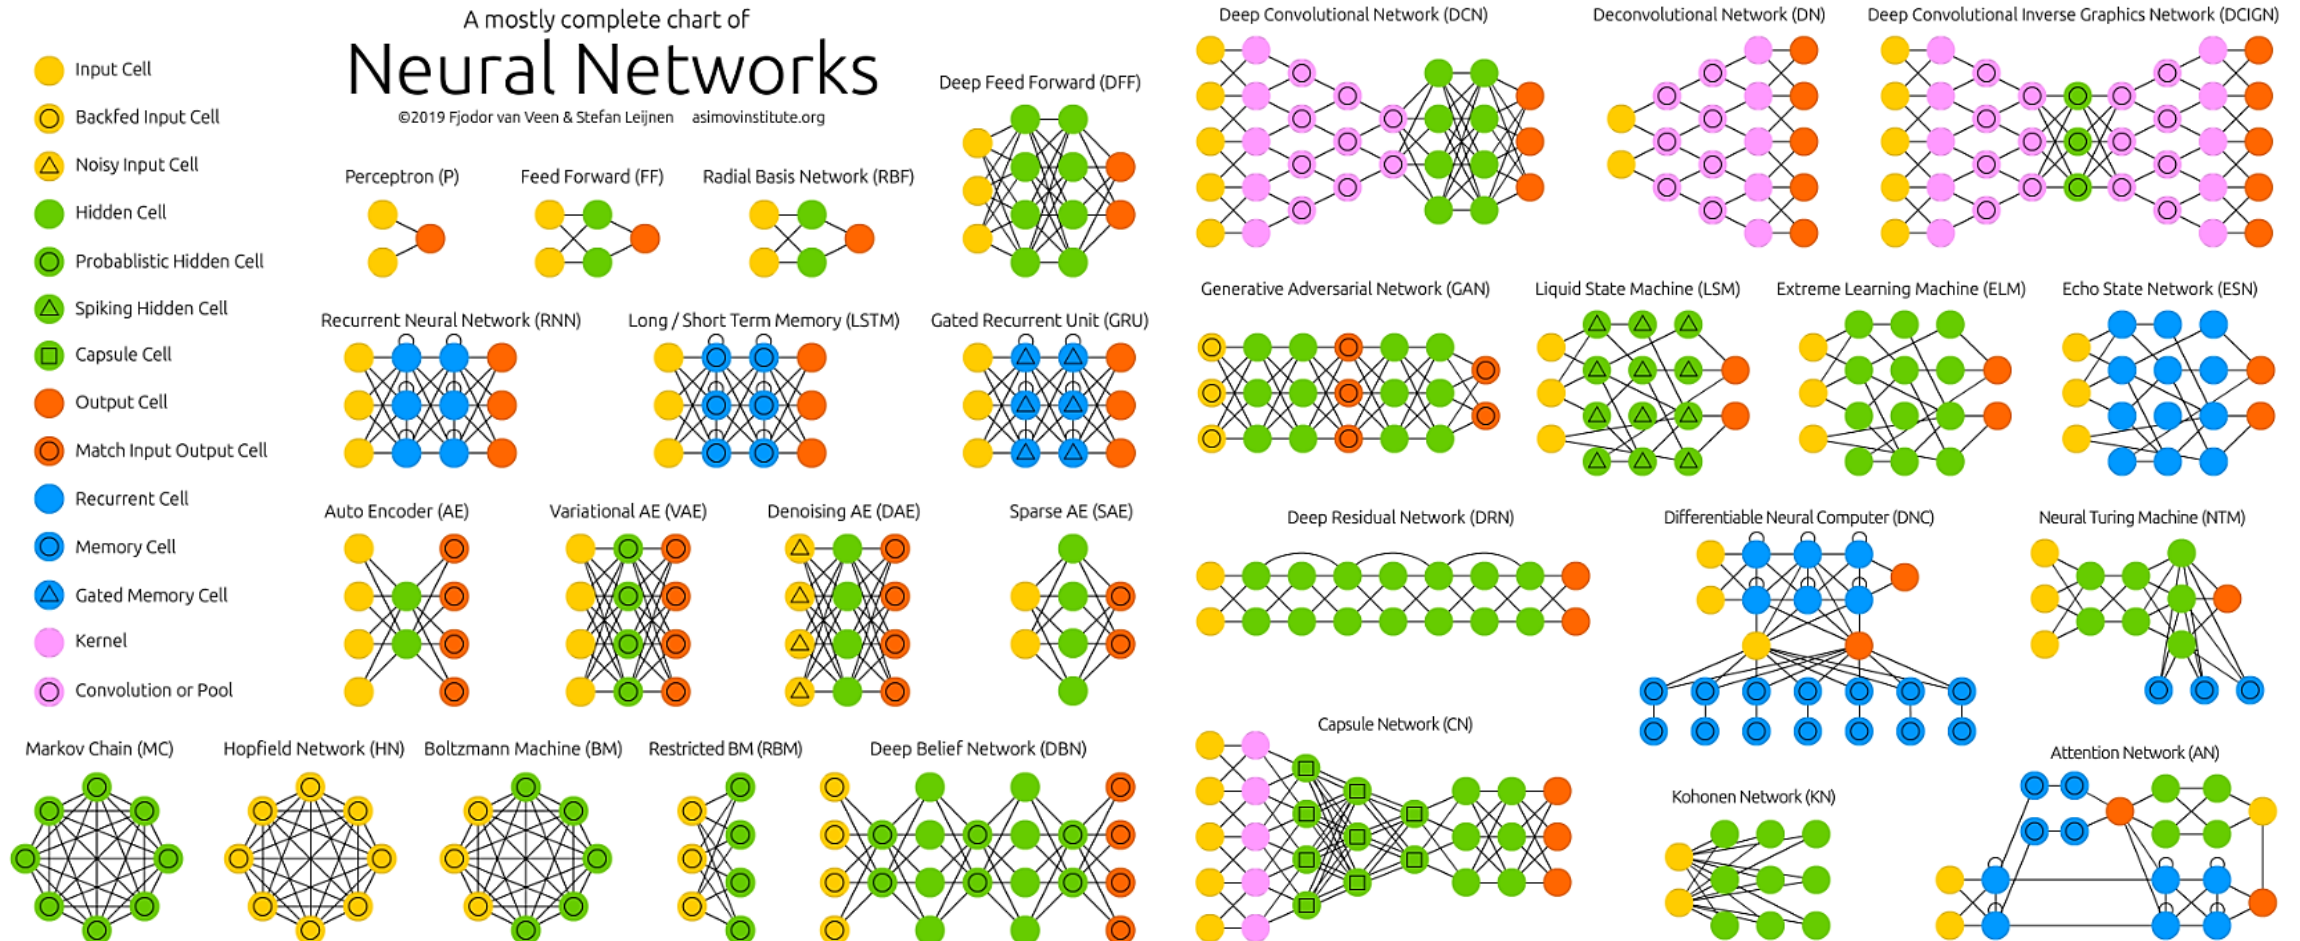 A mostly complete chart of
Neural Networks
©2019 Fjodor van Veen & Stefan Leijnen asimovinstitute.org
Input Cell
Backfed Input Cell
Noisy Input Cell
Hidden Cell
Probablistic Hidden Cell
Spiking Hidden Cell
Capsule Cell
Output Cell
Match Input Output Cell
Recurrent Cell
Memory Cell
Gated Memory Cell
Kernel
Convolution or Pool
Perceptron (P)
Feed Forward (FF)
Radial Basis Network (RBF)
Deep Feed Forward (DFF)
Recurrent Neural Network (RNN)
Long / Short Term Memory (LSTM)
Gated Recurrent Unit (GRU)
Auto Encoder (AE)
Variational AE (VAE)
Denoising AE (DAE)
Sparse AE (SAE)
Markov Chain (MC)
Hopfield Network (HN)
Boltzmann Machine (BM)
Restricted BM (RBM)
Deep Belief Network (DBN)
Deep Convolutional Network (DCN)
Deconvolutional Network (DN)
Deep Convolutional Inverse Graphics Network (DCIGN)
Generative Adversarial Network (GAN)
Liquid State Machine (LSM)
Extreme Learning Machine (ELM)
Echo State Network (ESN)
Deep Residual Network (DRN)
Differentiable Neural Computer (DNC)
Neural Turing Machine (NTM)
Capsule Network (CN)
Kohonen Network (KN)
Attention Network (AN)